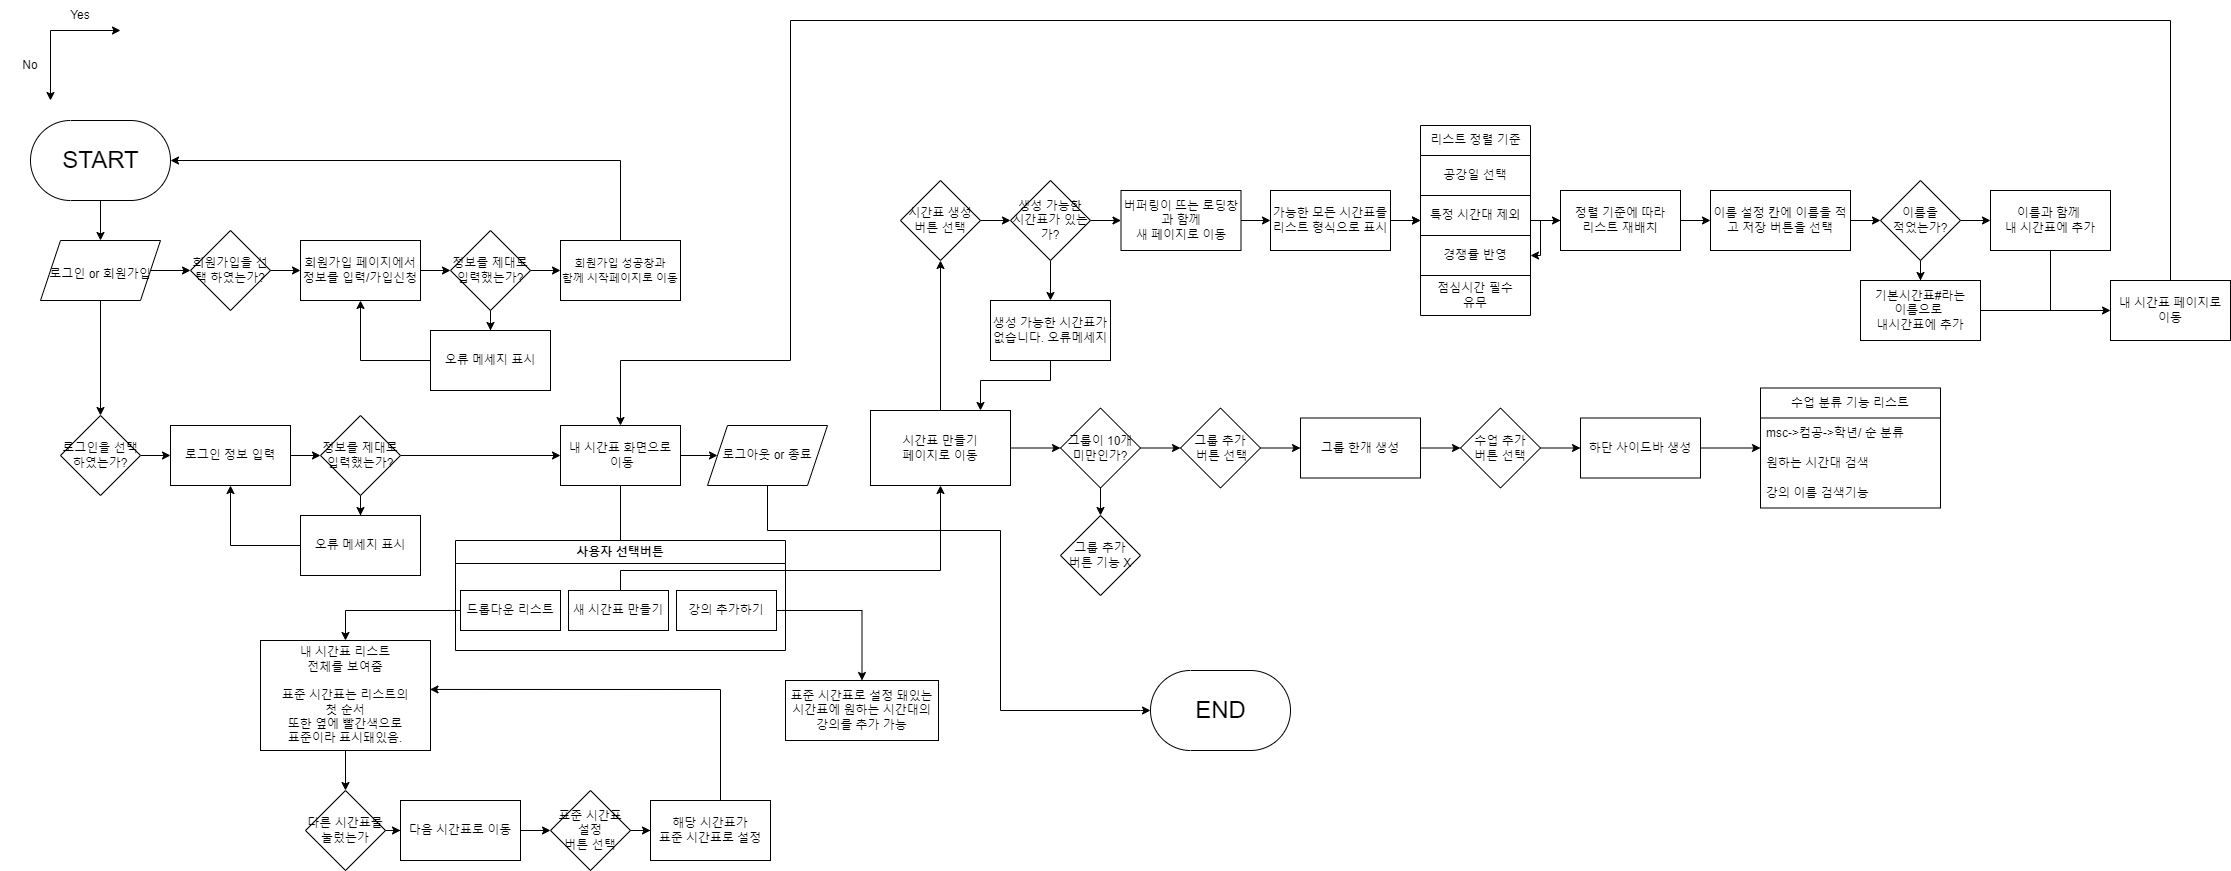 Yes
No
START
로그인 or 회원가입
회원가입을 선
택 하였는가?
회원가입 페이지에서
정보를 입력/가입신청
정보를 제대로
입력했는가?
회원가입 성공창과
함께 시작페이지로 이동
오류 메세지 표시
로그인을 선택
하였는가?
로그인 정보 입력
정보를 제대로
입력했는가?
오류 메세지 표시
내 시간표 화면으로
이동
로그아웃 or 종료
사용자 선택버튼
드롭다운 리스트
새 시간표 만들기
강의 추가하기
내 시간표 리스트
전체를 보여줌
표준 시간표는 리스트의
첫 순서
또한 옆에 빨간색으로
표준이라 표시돼있음.
다른 시간표를
눌렀는가
다음 시간표로 이동
표준 시간표
설정
버튼 선택
해당 시간표가
표준 시간표로 설정
표준 시간표로 설정 돼있는
시간표에 원하는 시간대의
강의를 추가 가능
시간표 만들기
페이지로 이동
시간표 생성
버튼 선택
생성 가능한
시간표가 있는
가?
생성 가능한 시간표가
없습니다. 오류메세지
버퍼링이 뜨는 로딩창
과 함께
새 페이지로 이동
가능한 모든 시간표를
리스트 형식으로 표시
리스트 정렬 기준
공강일 선택
특정 시간대 제외
경쟁률 반영
점심시간 필수
유무
정렬 기준에 따라
리스트 재배치
이름 설정 칸에 이름을 적
고 저장 버튼을 선택
이름을
적었는가?
이름과 함께
내 시간표에 추가
기본시간표#라는
이름으로
내시간표에 추가
내 시간표 페이지로
이동
그룹이 10개
미만인가?
그룹 추가
버튼 기능 X
그룹 추가
버튼 선택
그룹 한개 생성
수업 추가
버튼 선택
하단 사이드바 생성
수업 분류 기능 리스트
msc->컴공->학년/ 순 분류
원하는 시간대 검색
강의 이름 검색기능
END